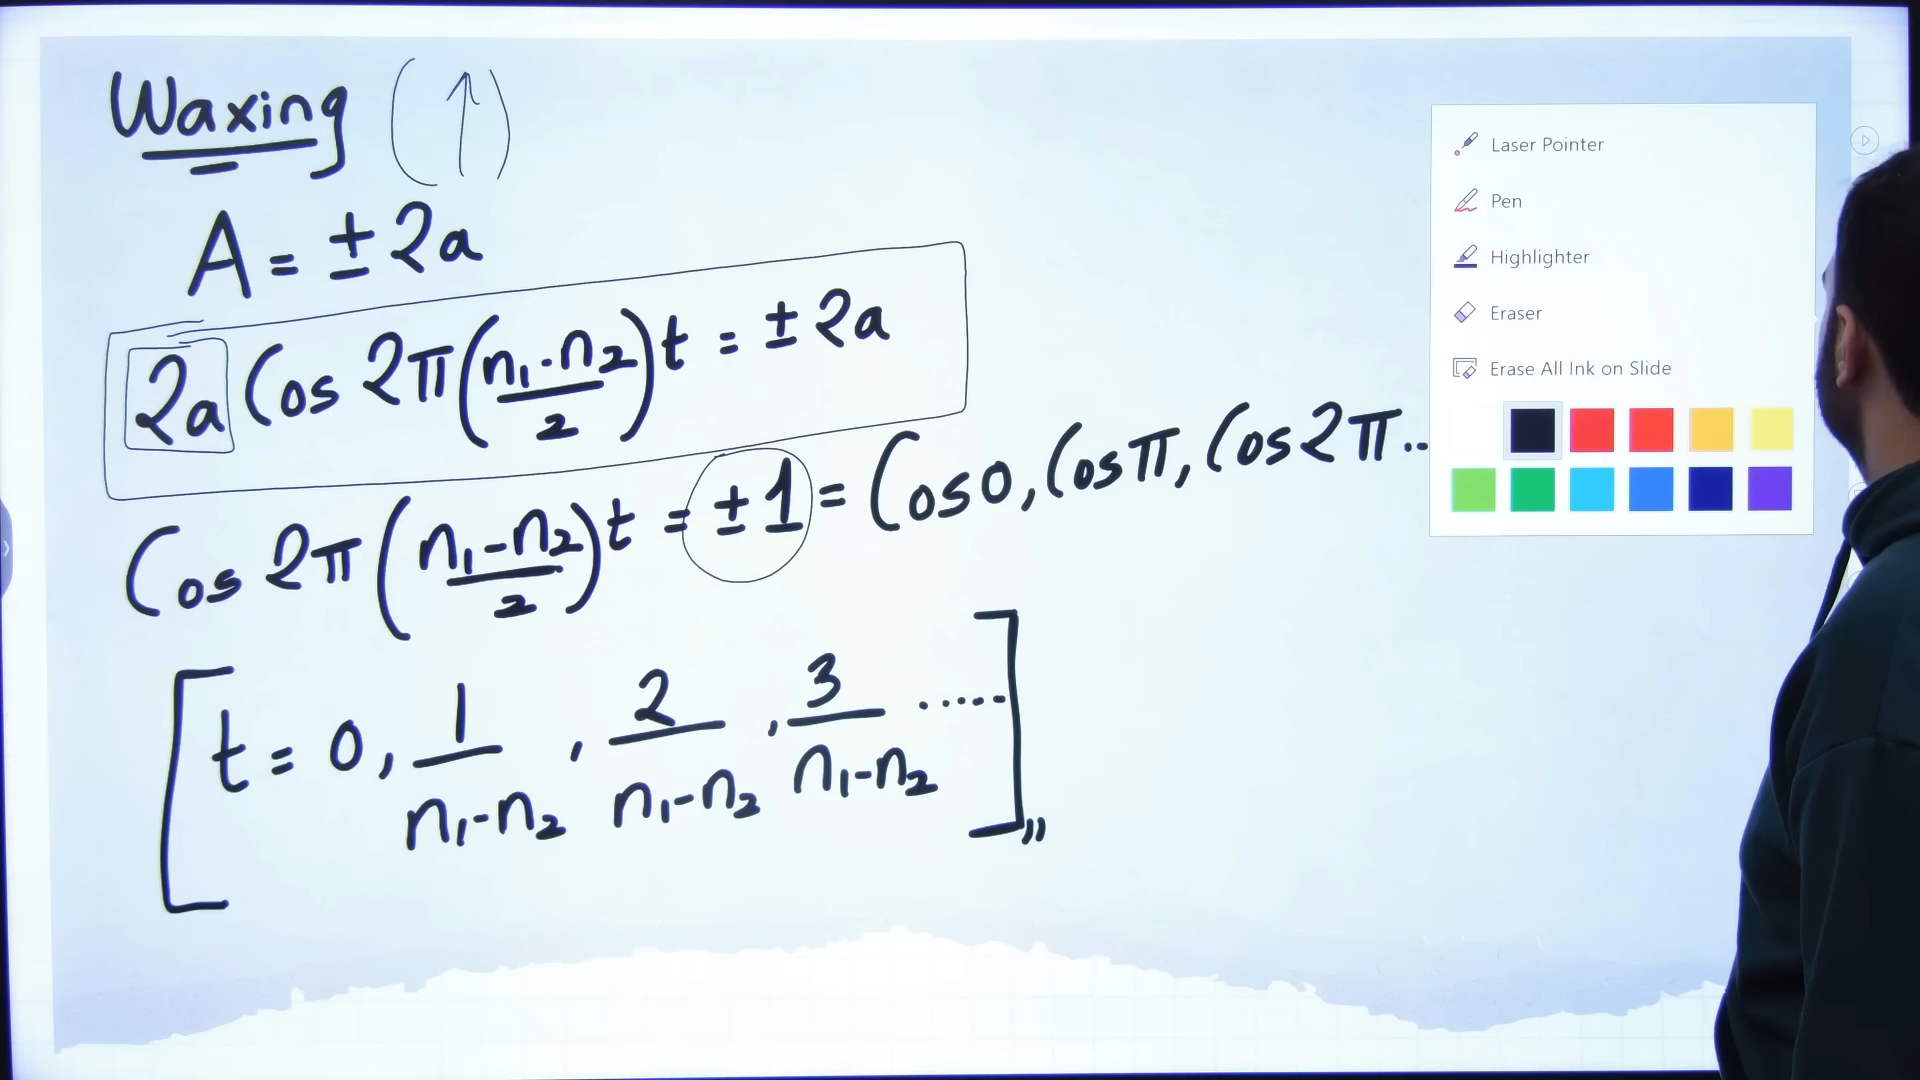 Waxing (↑)
A = ± 2a
2a Cos 2π(n₁-n₂/2)t = ± 2a
Cos 2π(n₁-n₂/2)t = ± 1 = Cos 0, Cos π, Cos 2π ..
[t = 0, 1/n₁-n₂, 2/n₁-n₂, 3/n₁-n₂ ......],,
Laser Pointer
Pen
Highlighter
Eraser
Erase All Ink on Slide